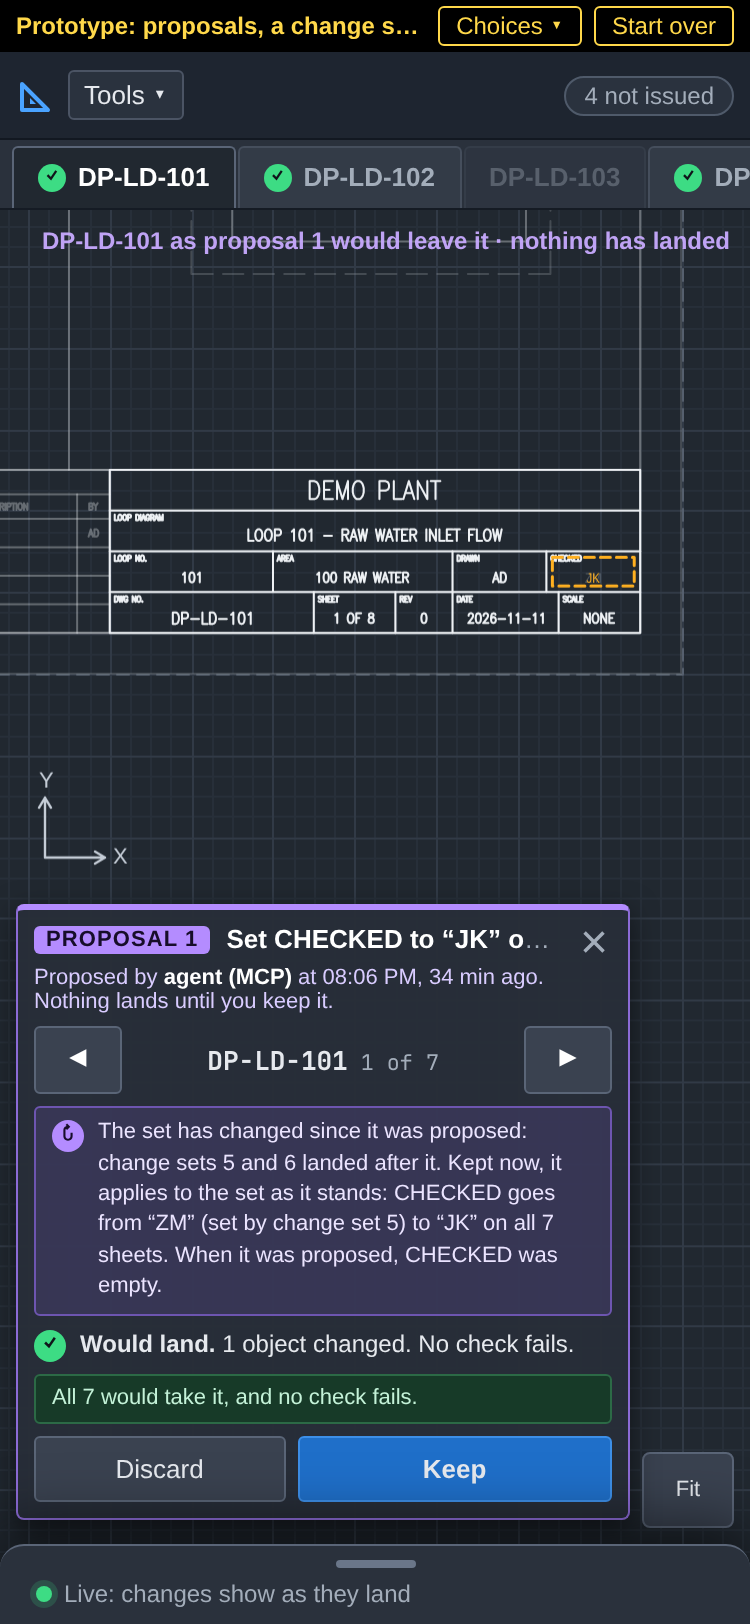 Prototype: proposals, a change s...
Choices ▼
Start over
Tools ▼
4 not issued
DP-LD-101
DP-LD-102
DP-LD-103
DP
DP-LD-101 as proposal 1 would leave it · nothing has landed
DEMO PLANT
RIPTION
BY
LOOP DIAGRAM
AD
LOOP 101 – RAW WATER INLET FLOW
LOOP NO.
AREA
DRAWN
CHECKED
101
100 RAW WATER
AD
JK
DWG NO.
SHEET
REV
DATE
SCALE
DP-LD-101
1 OF 8
0
2026-11-11
NONE
Y
X
PROPOSAL 1
Set CHECKED to “JK” o...
Proposed by agent (MCP) at 08:06 PM, 34 min ago.
Nothing lands until you keep it.
DP-LD-101 1 of 7
The set has changed since it was proposed:
change sets 5 and 6 landed after it. Kept now, it
applies to the set as it stands: CHECKED goes
from “ZM” (set by change set 5) to “JK” on all 7
sheets. When it was proposed, CHECKED was
empty.
Would land. 1 object changed. No check fails.
All 7 would take it, and no check fails.
Discard
Keep
Fit
Live: changes show as they land